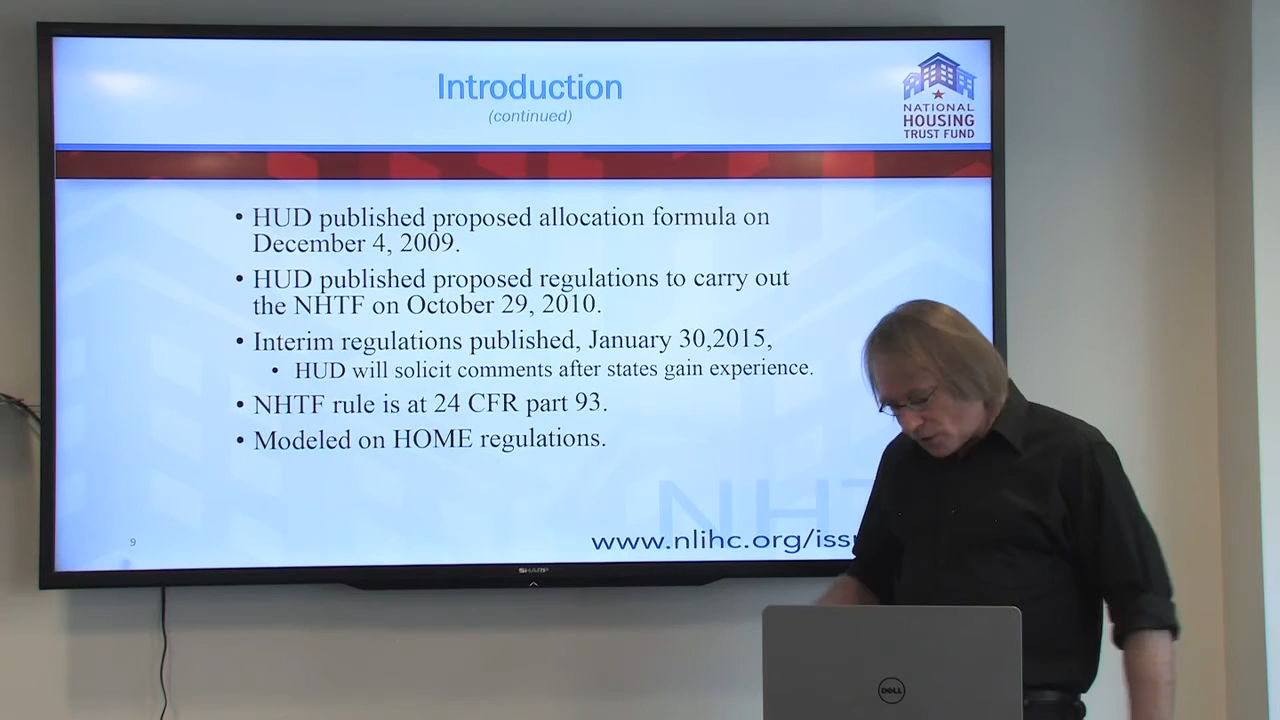 Introduction
(continued)
NATIONAL
HOUSING
TRUST FUND
• HUD published proposed allocation formula on
December 4, 2009.
• HUD published proposed regulations to carry out
the NHTF on October 29, 2010.
• Interim regulations published, January 30,2015,
• HUD will solicit comments after states gain experience.
• NHTF rule is at 24 CFR part 93.
• Modeled on HOME regulations.
NHT
9
www.nlihc.org/iss
SHARP
DELL